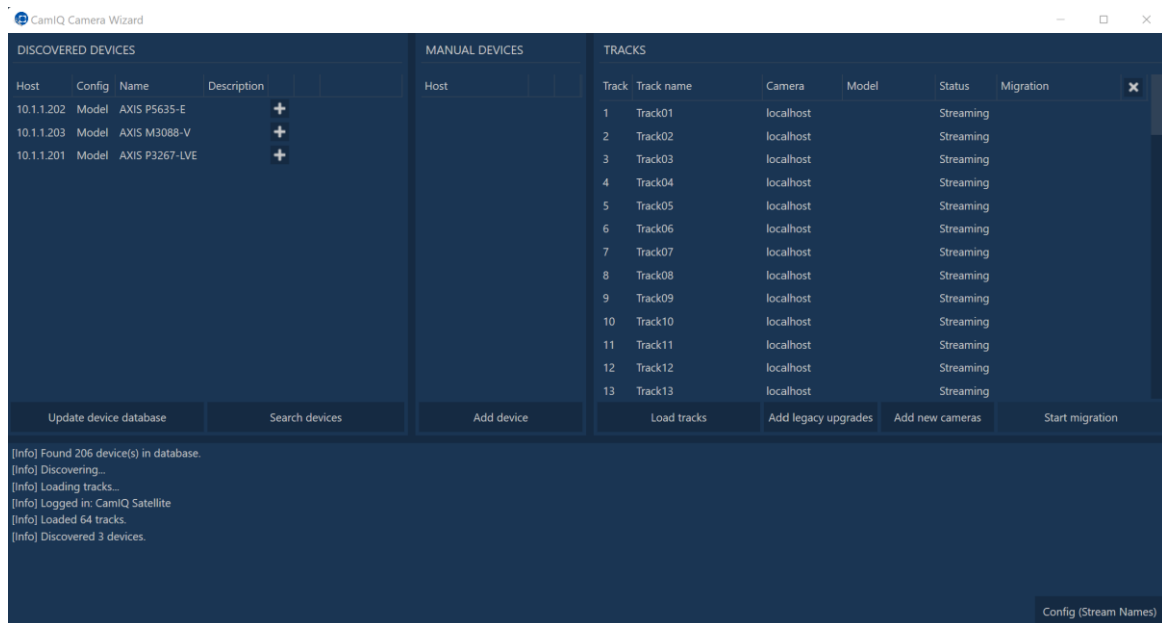 CamIQ Camera Wizard
DISCOVERED DEVICES
Host Config Name Description
10.1.1.202 Model AXIS P5635-E
10.1.1.203 Model AXIS M3088-V
10.1.1.201 Model AXIS P3267-LVE
Update device database Search devices
MANUAL DEVICES
Host
Add device
TRACKS
Track Track name Camera Model Status Migration
1 Track01 localhost Streaming
2 Track02 localhost Streaming
3 Track03 localhost Streaming
4 Track04 localhost Streaming
5 Track05 localhost Streaming
6 Track06 localhost Streaming
7 Track07 localhost Streaming
8 Track08 localhost Streaming
9 Track09 localhost Streaming
10 Track10 localhost Streaming
11 Track11 localhost Streaming
12 Track12 localhost Streaming
13 Track13 localhost Streaming
Load tracks Add legacy upgrades Add new cameras Start migration
[Info] Found 206 device(s) in database.
[Info] Discovering...
[Info] Loading tracks...
[Info] Logged in: CamIQ Satellite
[Info] Loaded 64 tracks.
[Info] Discovered 3 devices.
Config (Stream Names)